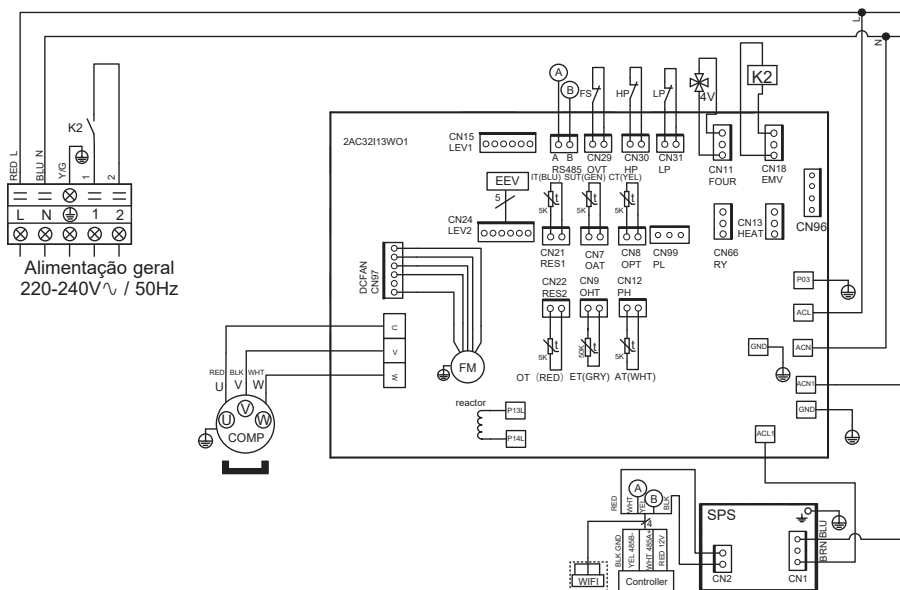 L
N
RED L
BLU N
Y/G
K2
1
2
L N 1 2
Alimentação geral
220-240V∿ / 50Hz
2AC32I13WO1
CN15
LEV1
A
B
FS
HP
LP
4V
K2
A B
RS485
CN29
OVT
CN30
HP
CN31
LP
CN11
FOUR
CN18
EMV
EEV
5
IT(BLU)
SUT(GEN)
CT(YEL)
t
5K
t
5K
t
5K
CN24
LEV2
CN21
RES1
CN7
OAT
CN8
OPT
CN99
PL
CN66
RY
CN13
HEAT
CN96
DCFAN
CN97
CN22
RES2
CN9
OHT
CN12
PH
t
5K
t
50K
t
5K
OT (RED)
ET(GRY)
AT(WHT)
P03
ACL
GND
ACN
ACN1
GND
ACL1
U
V
W
FM
RED BLK WHT
U V W
U
V
W
COMP
reactor
P13L
P14L
RED
WHT
A
YEL
B
BLK
4
BLK GND
YEL 485B-
WHT 485A+
RED 12V
WIFI
Controller
SPS
CN2
CN1
BRN
BLU